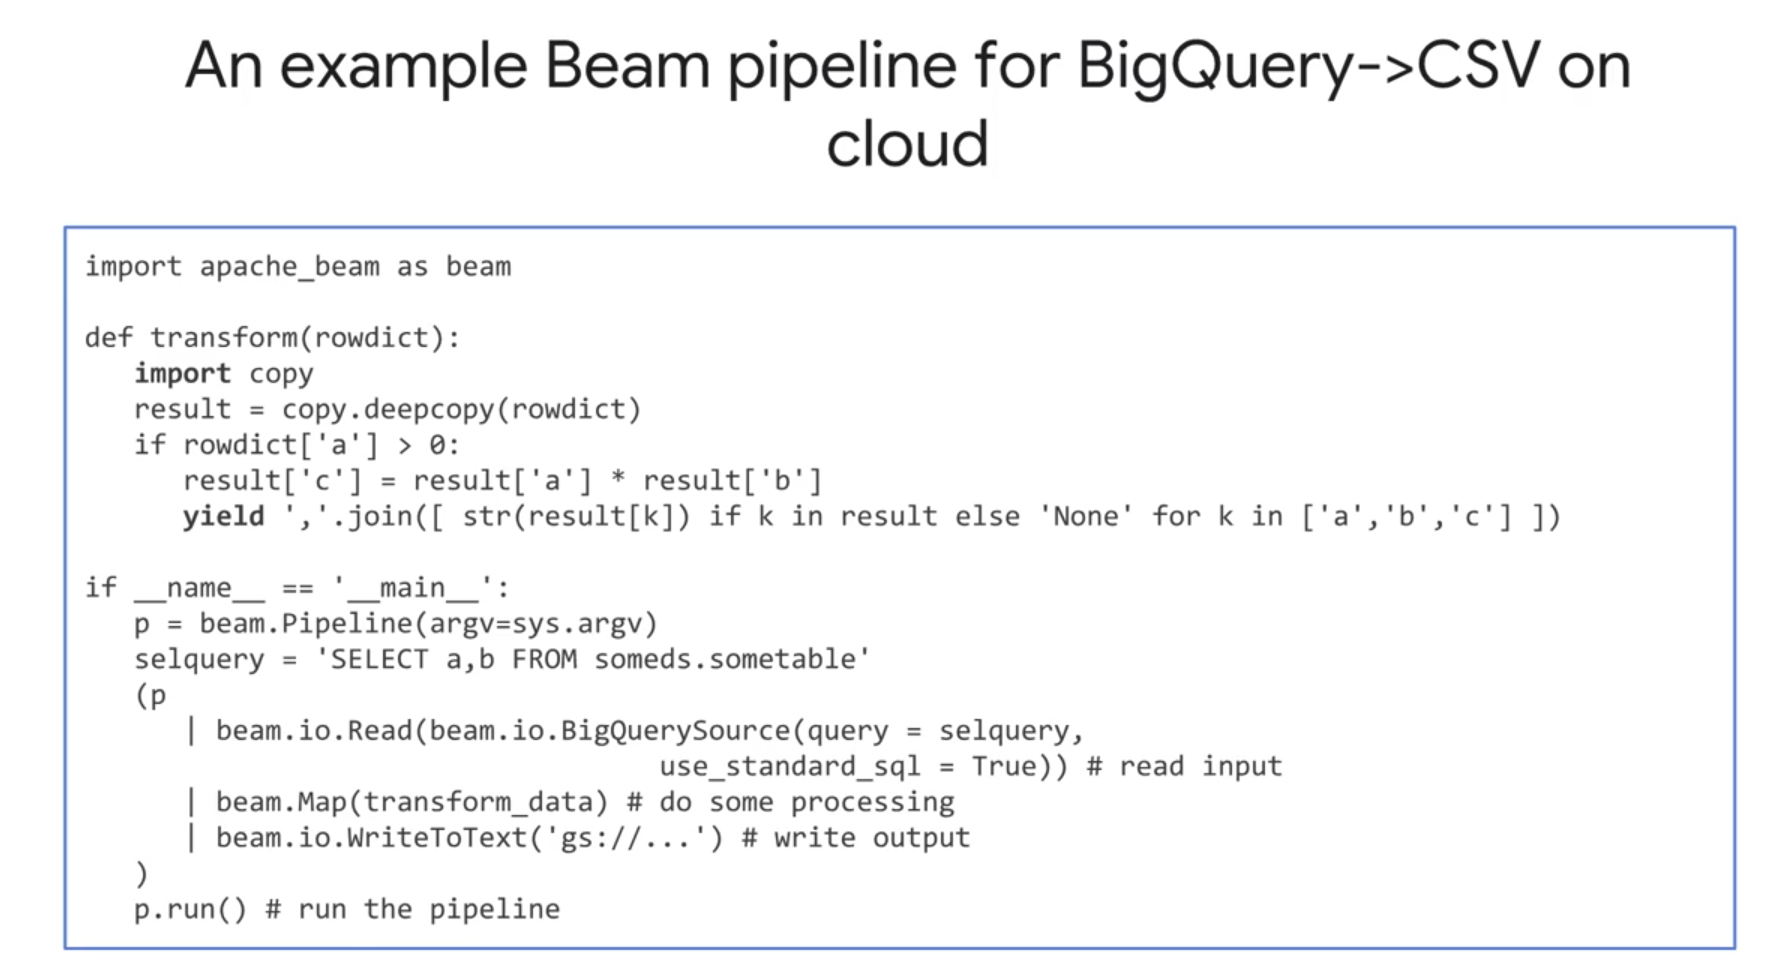 An example Beam pipeline for BigQuery->CSV on
cloud
import apache_beam as beam
def transform(rowdict):
import copy
result = copy.deepcopy(rowdict)
if rowdict['a'] > 0:
result['c'] = result['a'] * result['b']
yield ','.join([ str(result[k]) if k in result else 'None' for k in ['a','b','c'] ])
if __name__ == '__main__':
p = beam.Pipeline(argv=sys.argv)
selquery = 'SELECT a,b FROM someds.sometable'
(p
| beam.io.Read(beam.io.BigQuerySource(query = selquery,
use_standard_sql = True)) # read input
| beam.Map(transform_data) # do some processing
| beam.io.WriteToText('gs://...') # write output
)
p.run() # run the pipeline